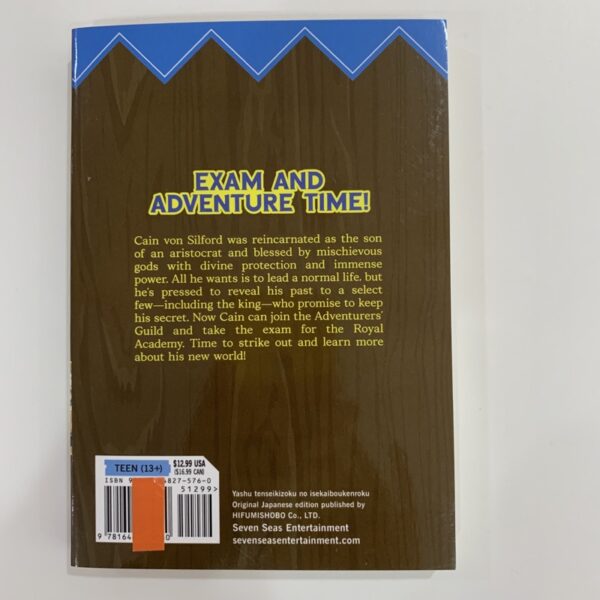 EXAM AND
ADVENTURE TIME!
Cain von Silford was reincarnated as the son
of an aristocrat and blessed by mischievous
gods with divine protection and immense
power. All he wants is to lead a normal life. but
he's pressed to reveal his past to a select
few—including the king—who promise to keep
his secret. Now Cain can join the Adventurers'
Guild and take the exam for the Royal
Academy. Time to strike out and learn more
about his new world!
TEEN (13+)
$12.99 USA
($16.99 CAN)
ISBN 9 827-576-0
51299>
9 78164 0
Yashu tenseikizoku no isekaiboukenroku
Original Japanese edition published by
HIFUMISHOBO Co., LTD.
Seven Seas Entertainment
sevenseasentertainment.com